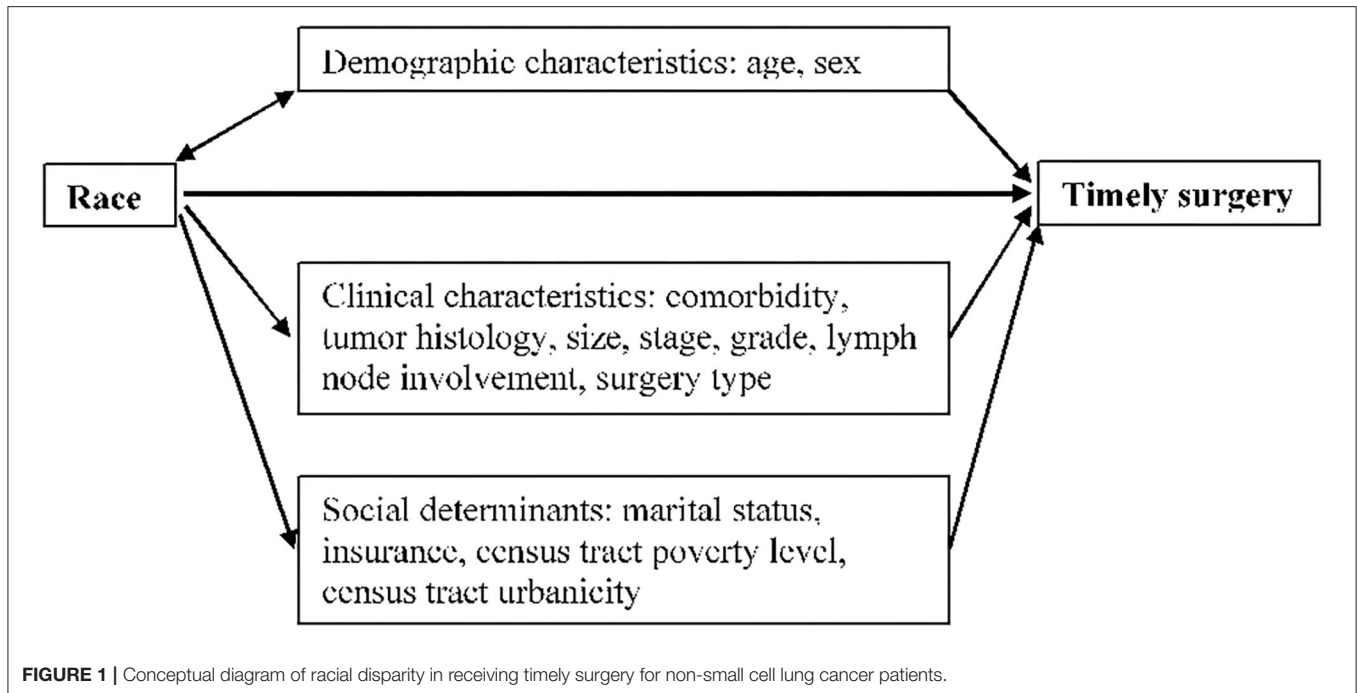 Demographic characteristics: age, sex
Race
Timely surgery
Clinical characteristics: comorbidity,
tumor histology, size, stage, grade, lymph
node involvement, surgery type
Social determinants: marital status,
insurance, census tract poverty level,
census tract urbanicity
FIGURE 1 | Conceptual diagram of racial disparity in receiving timely surgery for non-small cell lung cancer patients.